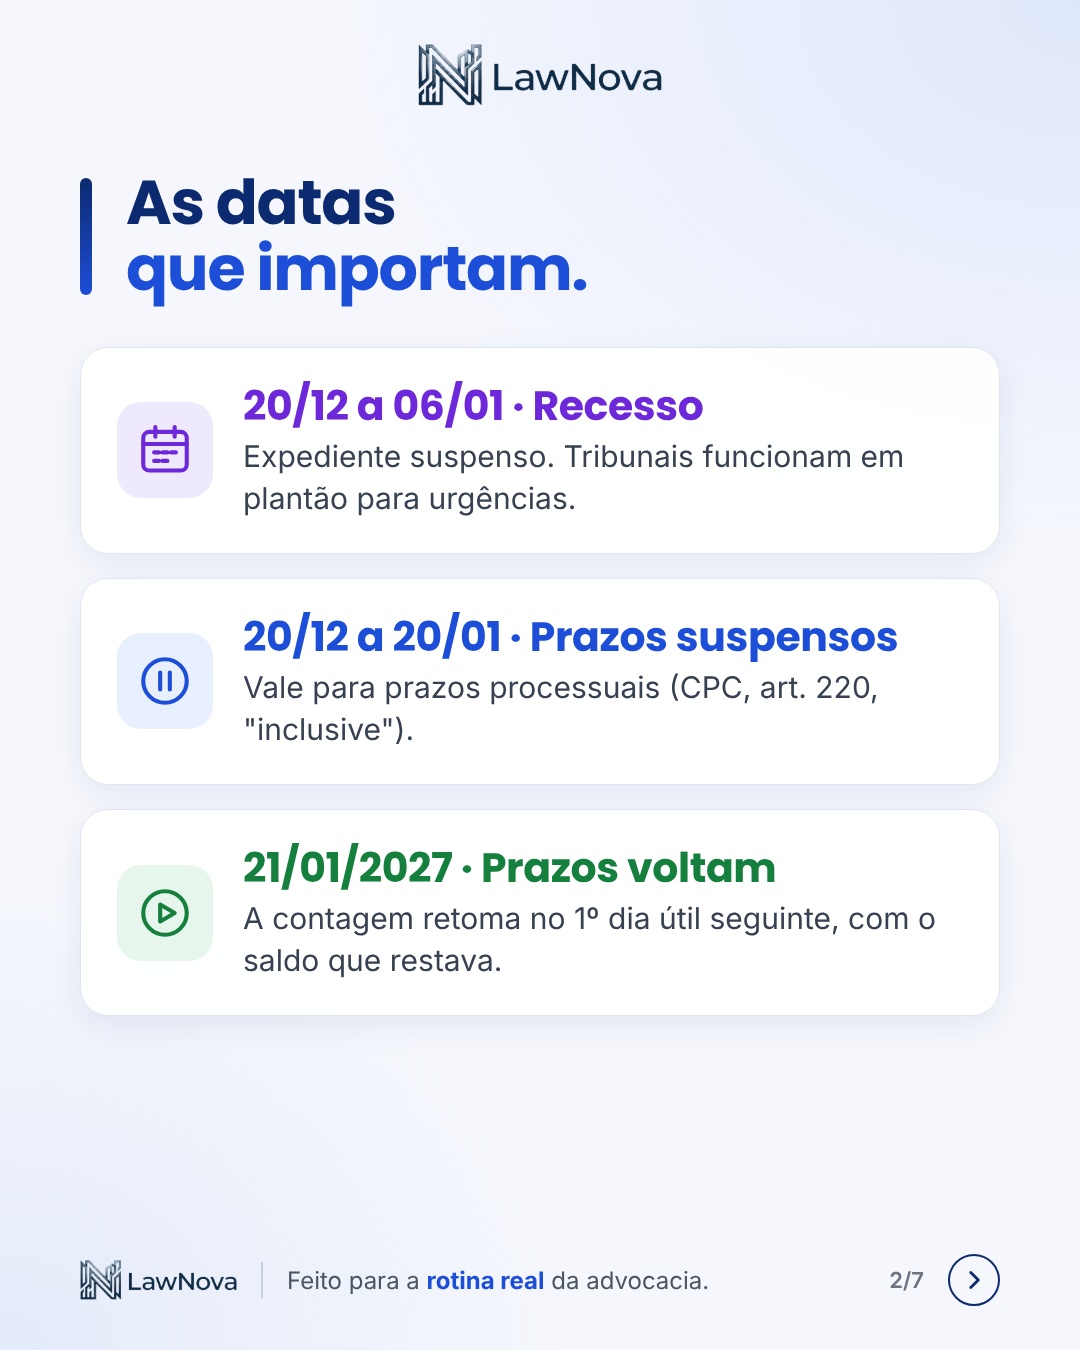 LawNova
As datas
que importam.
20/12 a 06/01 · Recesso
Expediente suspenso. Tribunais funcionam em
plantão para urgências.
20/12 a 20/01 · Prazos suspensos
Vale para prazos processuais (CPC, art. 220,
"inclusive").
21/01/2027 · Prazos voltam
A contagem retoma no 1º dia útil seguinte, com o
saldo que restava.
LawNova
Feito para a rotina real da advocacia.
2/7